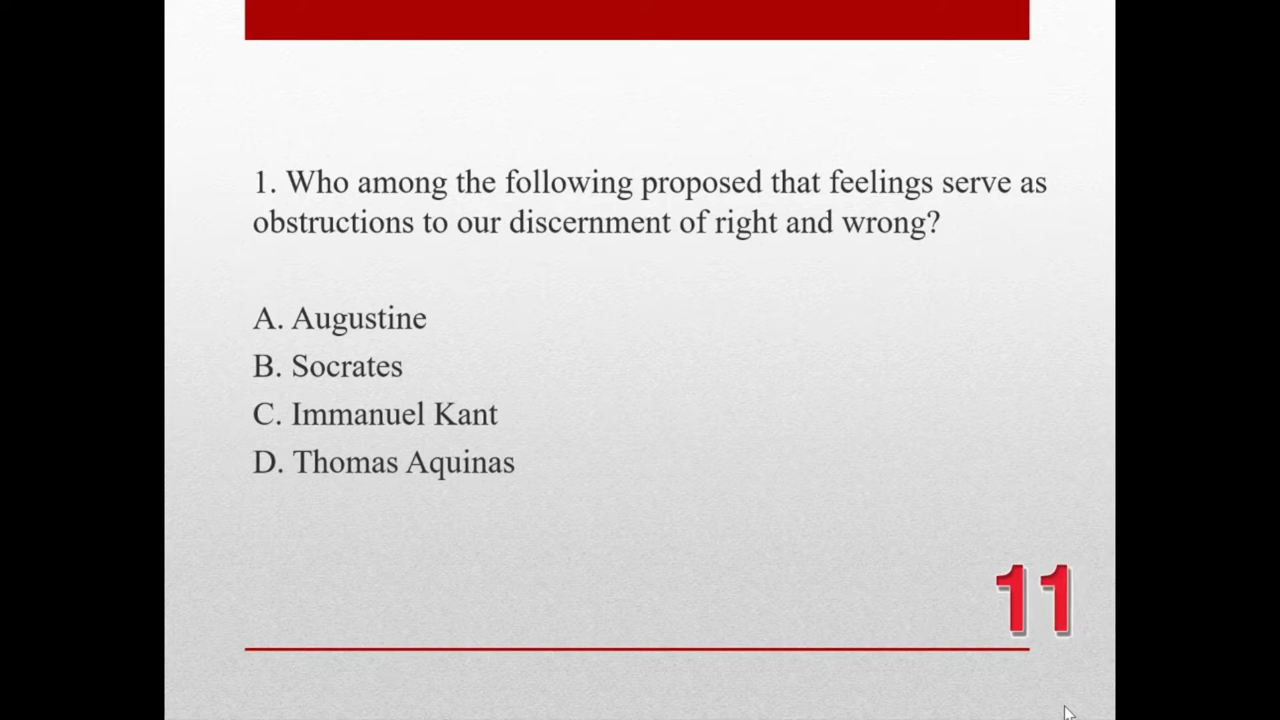 1. Who among the following proposed that feelings serve as
obstructions to our discernment of right and wrong?
A. Augustine
B. Socrates
C. Immanuel Kant
D. Thomas Aquinas
11